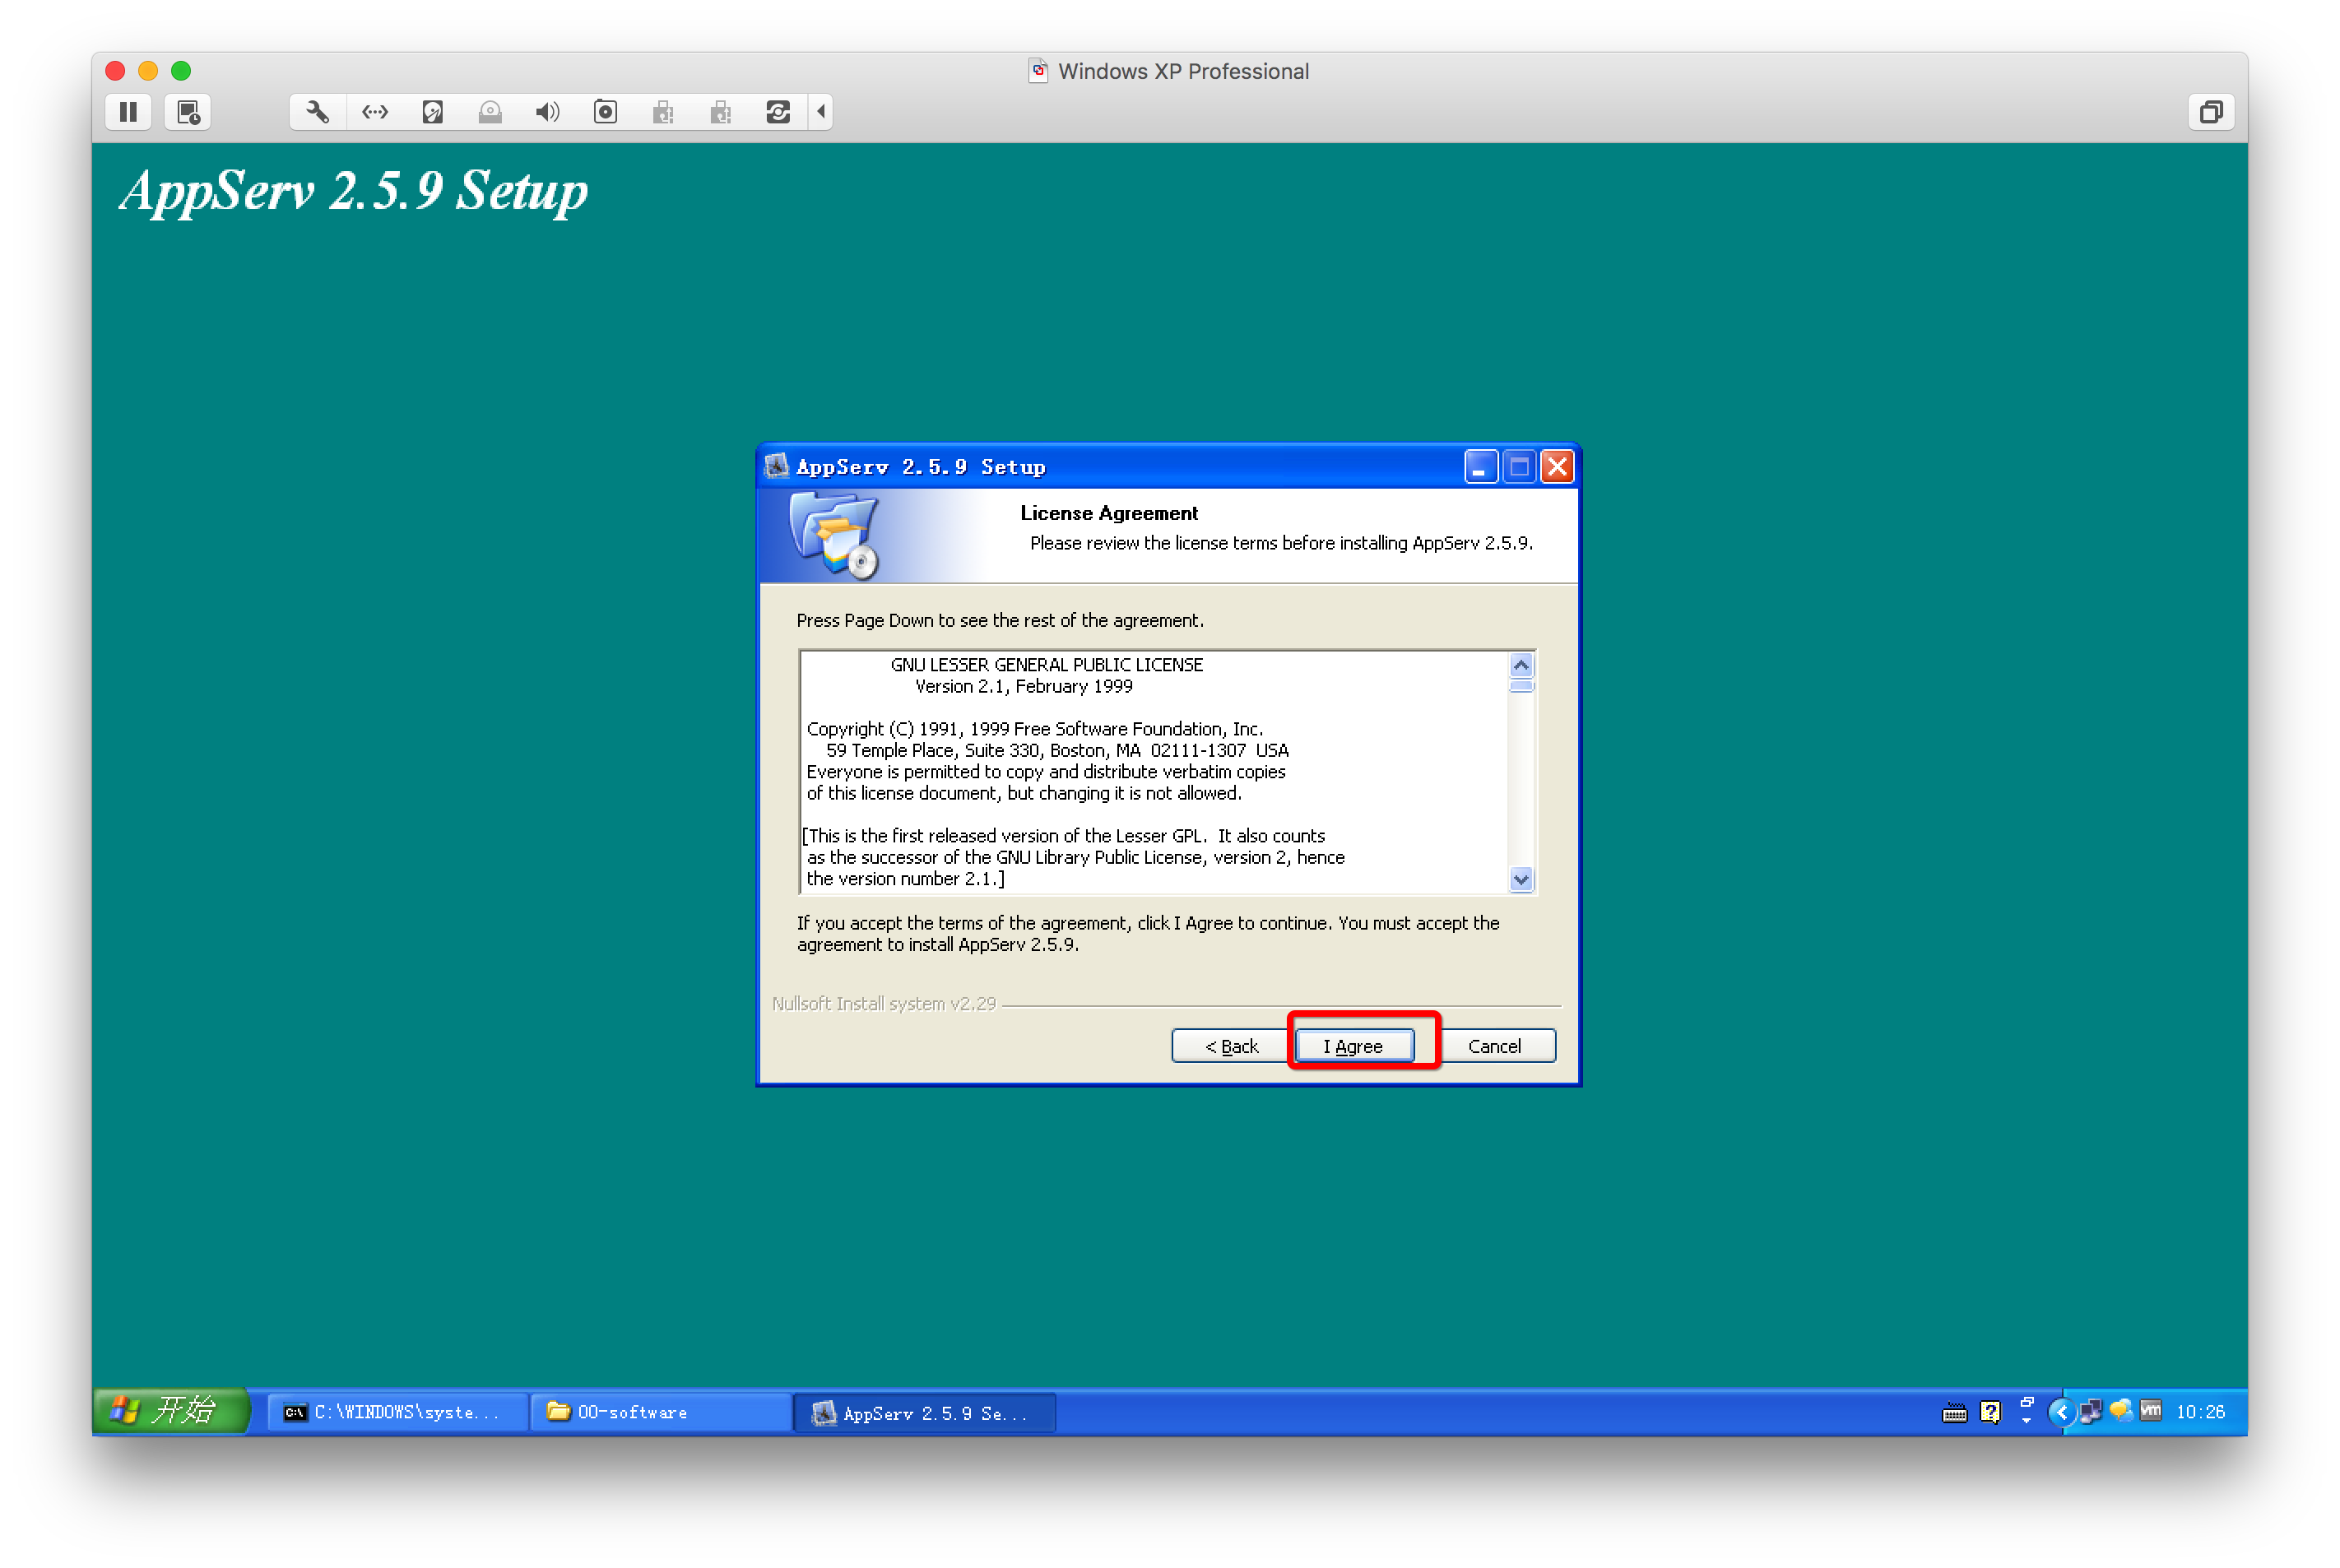 Windows XP Professional
AppServ 2.5.9 Setup
AppServ 2.5.9 Setup
License Agreement
Please review the license terms before installing AppServ 2.5.9.
Press Page Down to see the rest of the agreement.
GNU LESSER GENERAL PUBLIC LICENSE
Version 2.1, February 1999
Copyright (C) 1991, 1999 Free Software Foundation, Inc.
59 Temple Place, Suite 330, Boston, MA  02111-1307  USA
Everyone is permitted to copy and distribute verbatim copies
of this license document, but changing it is not allowed.
[This is the first released version of the Lesser GPL.  It also counts
as the successor of the GNU Library Public License, version 2, hence
the version number 2.1.]
If you accept the terms of the agreement, click I Agree to continue. You must accept the
agreement to install AppServ 2.5.9.
Nullsoft Install system v2.29
< Back
I Agree
Cancel
开始
C:\WINDOWS\syste...
00-software
AppServ 2.5.9 Se...
10:26